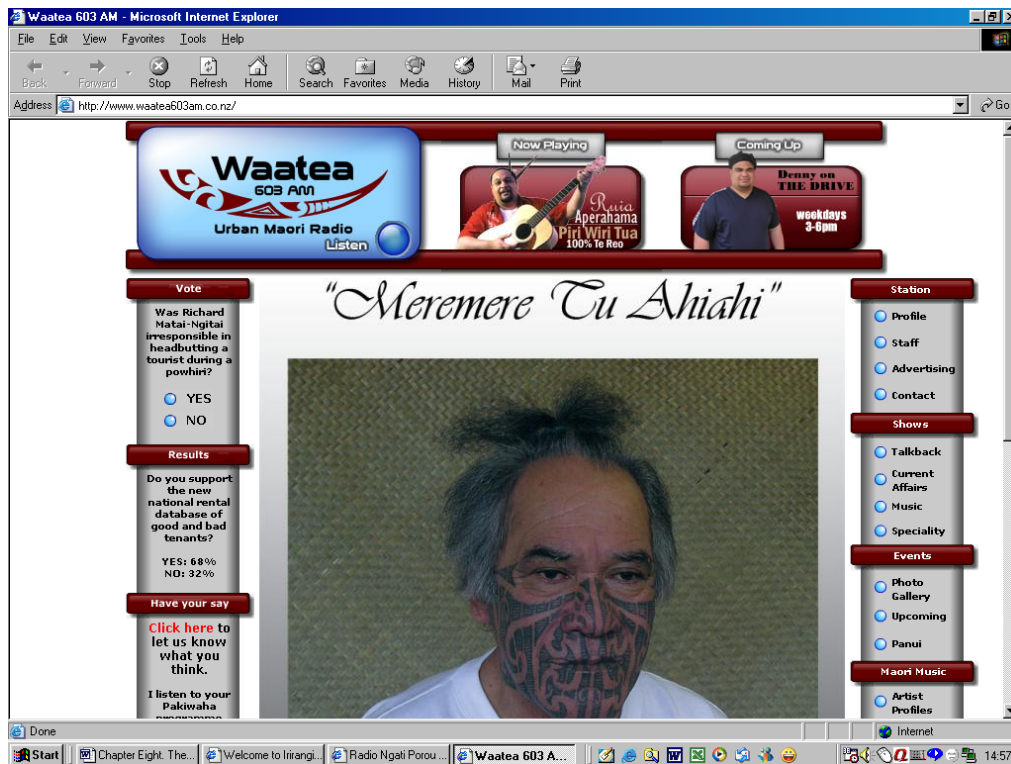 Waatea 603 AM - Microsoft Internet Explorer
File Edit View Favorites Tools Help
Back Forward Stop Refresh Home Search Favorites Media History Mail Print
Address http://www.waatea603am.co.nz/ Go
Waatea
603 AM
Urban Maori Radio
Listen
Now Playing
Ruia
Aperahama
Piri Wiri Tua
100% Te Reo
Coming Up
Denny on
THE DRIVE
weekdays
3-6pm
Vote
Was Richard
Matai-Ngitai
irresponsible in
headbutting a
tourist during a
powhiri?
YES
NO
Results
Do you support
the new
national rental
database of
good and bad
tenants?
YES: 68%
NO: 32%
Have your say
Click here to
let us know
what you
think.
I listen to your
Pakiwaha
programme
"Meremere Tu Ahiahi"
Station
Profile
Staff
Advertising
Contact
Shows
Talkback
Current
Affairs
Music
Speciality
Events
Photo
Gallery
Upcoming
Panui
Maori Music
Artist
Profiles
Done Internet
Start Chapter Eight. The... Welcome to Irirangi... Radio Ngati Porou ... Waatea 603 A... 14:57